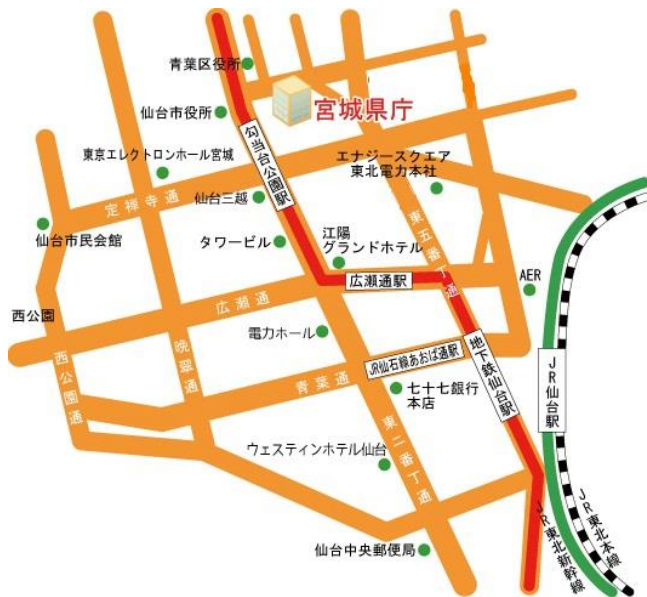 青葉区役所
宮城県庁
仙台市役所
勾当台公園駅
東京エレクトロンホール宮城
エナジースクエア
東北電力本社
定禅寺通
仙台三越
仙台市民会館
タワービル
江陽
グランドホテル
東五番丁通
広瀬通駅
AER
広瀬通
西公園
電力ホール
晩翠通
西公園通
JR仙石線あおば通駅
地下鉄仙台駅
JR仙台駅
青葉通
七十七銀行
本店
東二番丁通
ウェスティンホテル仙台
仙台中央郵便局
JR東北新幹線
JR東北本線